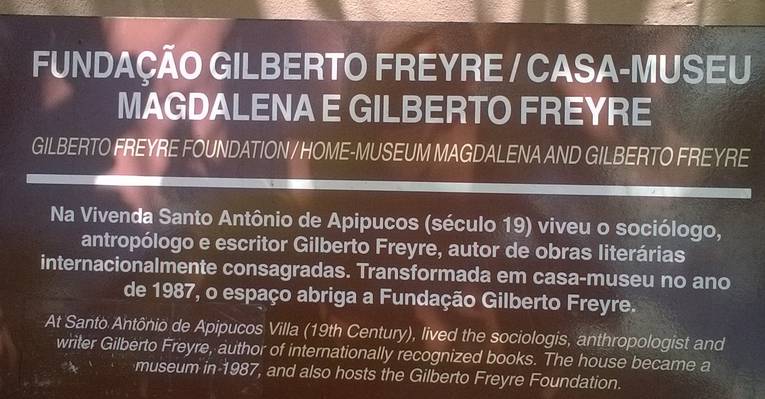 FUNDAÇÃO GILBERTO FREYRE / CASA-MUSEU
MAGDALENA E GILBERTO FREYRE
GILBERTO FREYRE FOUNDATION / HOME-MUSEUM MAGDALENA AND GILBERTO FREYRE
Na Vivenda Santo Antônio de Apipucos (século 19) viveu o sociólogo,
antropólogo e escritor Gilberto Freyre, autor de obras literárias
internacionalmente consagradas. Transformada em casa-museu no ano
de 1987, o espaço abriga a Fundação Gilberto Freyre.
At Santo Antônio de Apipucos Villa (19th Century), lived the sociologis, anthropologist and
writer Gilberto Freyre, author of internationally recognized books. The house became a
museum in 1987, and also hosts the Gilberto Freyre Foundation.